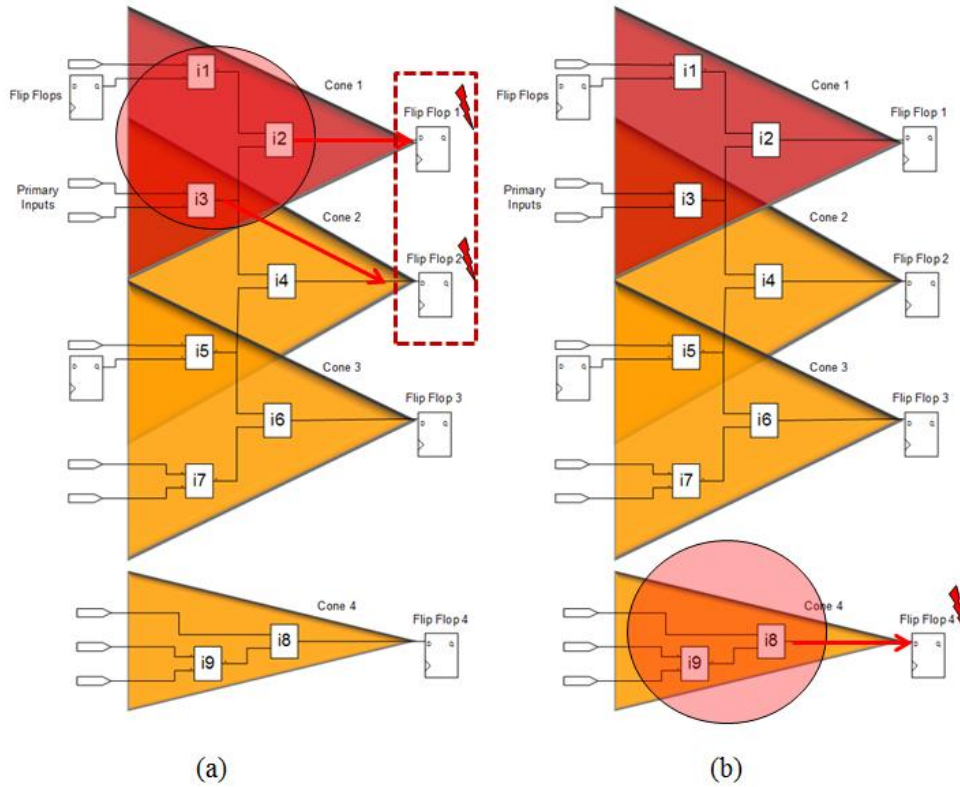 i1
Cone 1
Flip Flops
Flip Flop 1
i2
Primary
Inputs
i3
Cone 2
Flip Flop 2
i4
i5
Cone 3
Flip Flop 3
i6
i7
Cone 4
Flip Flop 4
i8
i9
(a)
i1
Cone 1
Flip Flops
Flip Flop 1
i2
Primary
Inputs
i3
Cone 2
Flip Flop 2
i4
i5
Cone 3
Flip Flop 3
i6
i7
Cone 4
Flip Flop 4
i8
i9
(b)